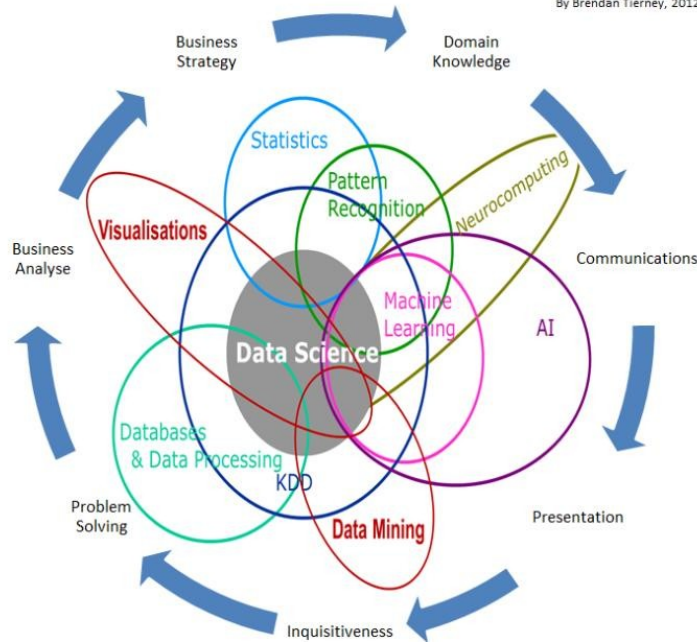 By Brendan Tierney, 2012
Business
Strategy
Domain
Knowledge
Statistics
Pattern
Recognition
Neurocomputing
Visualisations
Business
Analyse
Communications
Machine
Learning
AI
Data Science
Databases
& Data Processing
KDD
Problem
Solving
Data Mining
Presentation
Inquisitiveness